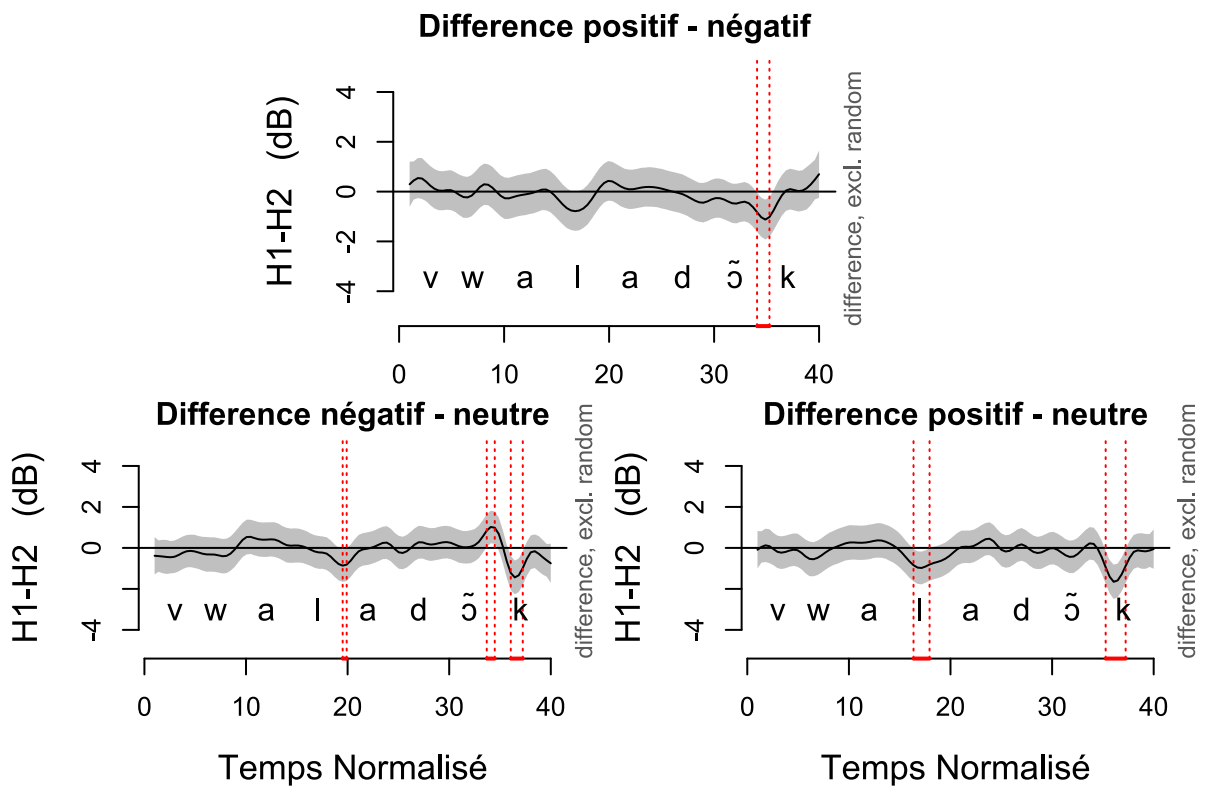 Difference positif - négatif
H1-H2 (dB)
4
2
0
-2
-4
v w a l a d ɔ̃ k
0 10 20 30 40
difference, excl. random
Difference négatif - neutre
H1-H2 (dB)
4
2
0
-4
v w a l a d ɔ̃ k
0 10 20 30 40
Temps Normalisé
difference, excl. random
Difference positif - neutre
H1-H2 (dB)
4
2
0
-4
v w a l a d ɔ̃ k
0 10 20 30 40
Temps Normalisé
difference, excl. random